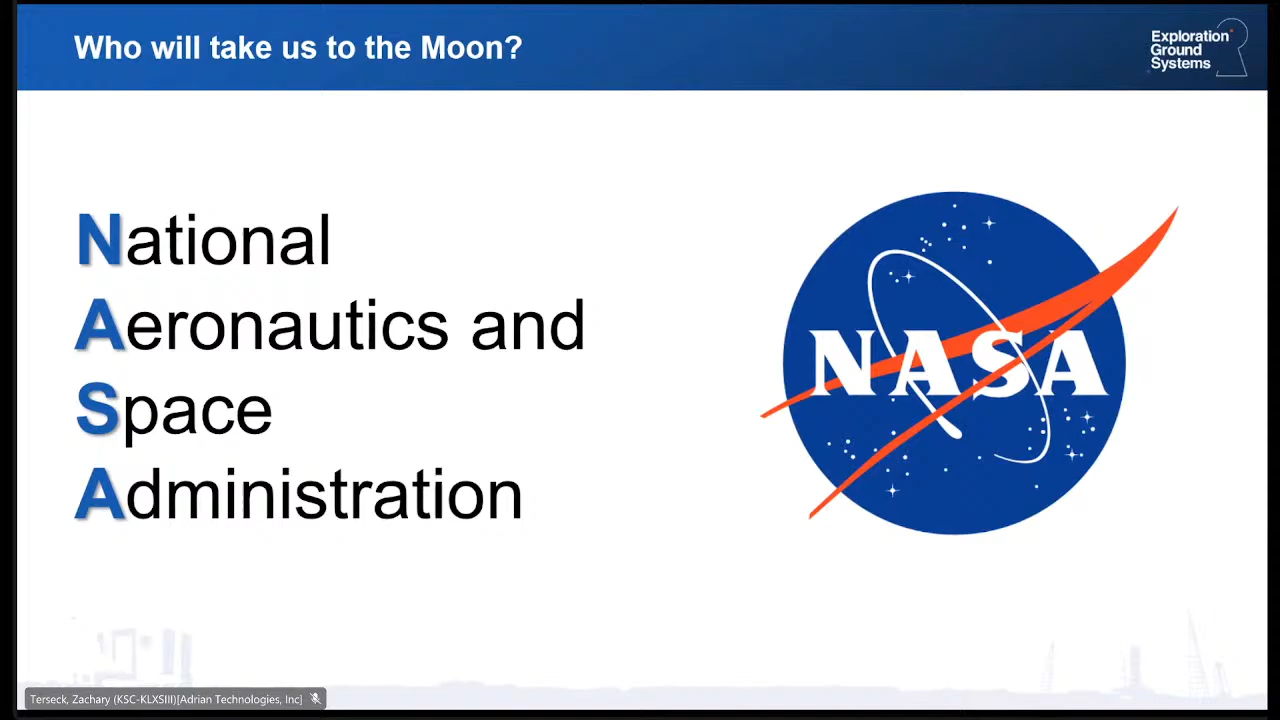 Who will take us to the Moon?
Exploration
Ground
Systems
National
Aeronautics and
Space
Administration
NASA
Terseck, Zachary (KSC-KLXSIII)[Adrian Technologies, Inc]